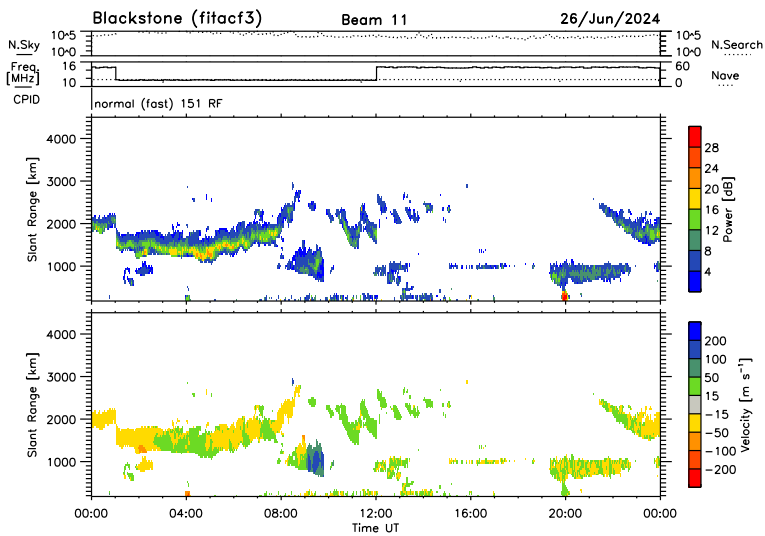 Blackstone (fitacf3) Beam 11 26/Jun/2024
N.Sky 10^5 10^0 10^5 10^0 N.Search
Freq. [MHz] 16 10 60 0 Nave
CPID normal (fast) 151 RF
Slant Range [km] 4000 3000 2000 1000
Power [dB] 28 24 20 16 12 8 4
Slant Range [km] 4000 3000 2000 1000
Velocity [m s⁻¹] 200 100 50 15 −15 −50 −100 −200
00:00 04:00 08:00 12:00 16:00 20:00 00:00
Time UT